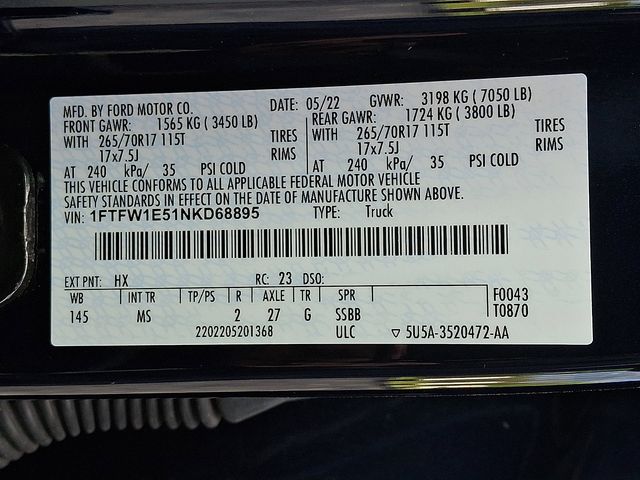 MFD. BY FORD MOTOR CO. DATE: 05/22 GVWR: 3198 KG ( 7050 LB)
FRONT GAWR: 1565 KG ( 3450 LB) REAR GAWR: 1724 KG ( 3800 LB)
WITH 265/70R17 115T TIRES WITH 265/70R17 115T TIRES
17x7.5J RIMS 17x7.5J RIMS
AT 240 kPa/ 35 PSI COLD AT 240 kPa/ 35 PSI COLD
THIS VEHICLE CONFORMS TO ALL APPLICABLE FEDERAL MOTOR VEHICLE
SAFETY STANDARDS IN EFFECT ON THE DATE OF MANUFACTURE SHOWN ABOVE.
VIN: 1FTFW1E51NKD68895 TYPE: Truck
EXT PNT: HX RC: 23 DSO:
WB INT TR TP/PS R AXLE TR SPR F0043
145 MS 2 27 G SSBB T0870
2202205201368 ULC ▽ 5U5A-3520472-AA